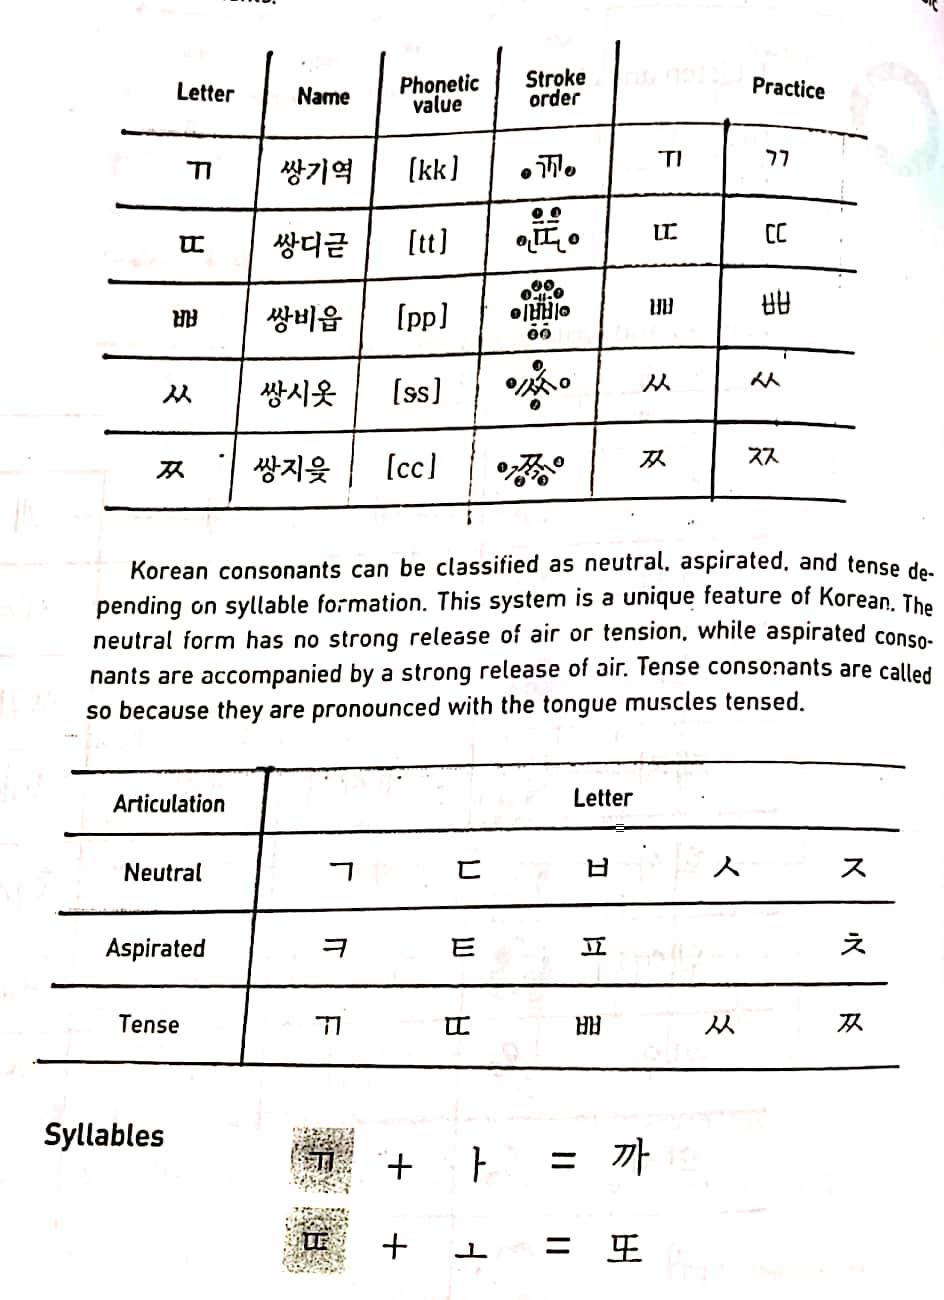 Letter Name Phonetic value Stroke order Practice
ㄲ 쌍기역 [kk] ㄲ ㄲ ㄲ
ㄸ 쌍디귿 [tt] ㄸ ㄸ ㄸ
ㅃ 쌍비읍 [pp] ㅃ ㅃ ㅃ
ㅆ 쌍시옷 [ss] ㅆ ㅆ ㅆ
ㅉ 쌍지읒 [cc] ㅉ ㅉ ㅉ
Korean consonants can be classified as neutral, aspirated, and tense de-
pending on syllable formation. This system is a unique feature of Korean. The
neutral form has no strong release of air or tension, while aspirated conso-
nants are accompanied by a strong release of air. Tense consonants are called
so because they are pronounced with the tongue muscles tensed.
Articulation Letter
Neutral ㄱ ㄷ ㅂ ㅅ ㅈ
Aspirated ㅋ ㅌ ㅍ ㅊ
Tense ㄲ ㄸ ㅃ ㅆ ㅉ
Syllables
ㄲ + ㅏ = 까
ㄸ + ㅗ = 또